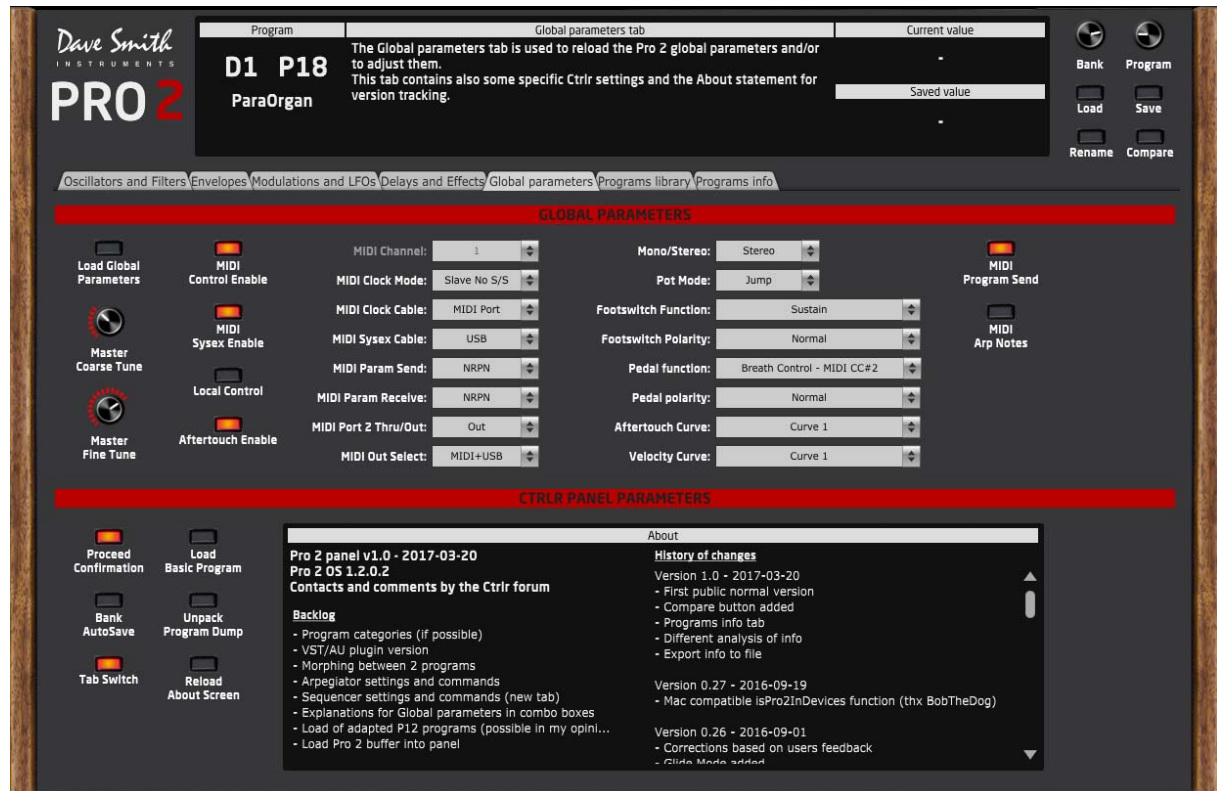 Dave Smith
INSTRUMENTS
PRO 2
Program
D1 P18
ParaOrgan
Global parameters tab
The Global parameters tab is used to reload the Pro 2 global parameters and/or
to adjust them.
This tab contains also some specific Ctrlr settings and the About statement for
version tracking.
Current value
-
Saved value
-
Bank Program
Load Save
Rename Compare
Oscillators and Filters Envelopes Modulations and LFOs Delays and Effects Global parameters Programs library Programs info
GLOBAL PARAMETERS
Load Global
Parameters
Master
Coarse Tune
Master
Fine Tune
MIDI
Control Enable
MIDI
Sysex Enable
Local Control
Aftertouch Enable
MIDI Channel: 1
MIDI Clock Mode: Slave No S/S
MIDI Clock Cable: MIDI Port
MIDI Sysex Cable: USB
MIDI Param Send: NRPN
MIDI Param Receive: NRPN
MIDI Port 2 Thru/Out: Out
MIDI Out Select: MIDI+USB
Mono/Stereo: Stereo
Pot Mode: Jump
Footswitch Function: Sustain
Footswitch Polarity: Normal
Pedal function: Breath Control - MIDI CC#2
Pedal polarity: Normal
Aftertouch Curve: Curve 1
Velocity Curve: Curve 1
MIDI
Program Send
MIDI
Arp Notes
CTRLR PANEL PARAMETERS
Proceed
Confirmation
Load
Basic Program
Bank
AutoSave
Unpack
Program Dump
Tab Switch
Reload
About Screen
About
Pro 2 panel v1.0 - 2017-03-20
Pro 2 OS 1.2.0.2
Contacts and comments by the Ctrlr forum
Backlog
- Program categories (if possible)
- VST/AU plugin version
- Morphing between 2 programs
- Arpegiator settings and commands
- Sequencer settings and commands (new tab)
- Explanations for Global parameters in combo boxes
- Load of adapted P12 programs (possible in my opini...
- Load Pro 2 buffer into panel
History of changes
Version 1.0 - 2017-03-20
- First public normal version
- Compare button added
- Programs info tab
- Different analysis of info
- Export info to file
Version 0.27 - 2016-09-19
- Mac compatible isPro2InDevices function (thx BobTheDog)
Version 0.26 - 2016-09-01
- Corrections based on users feedback
- Glide Mode added